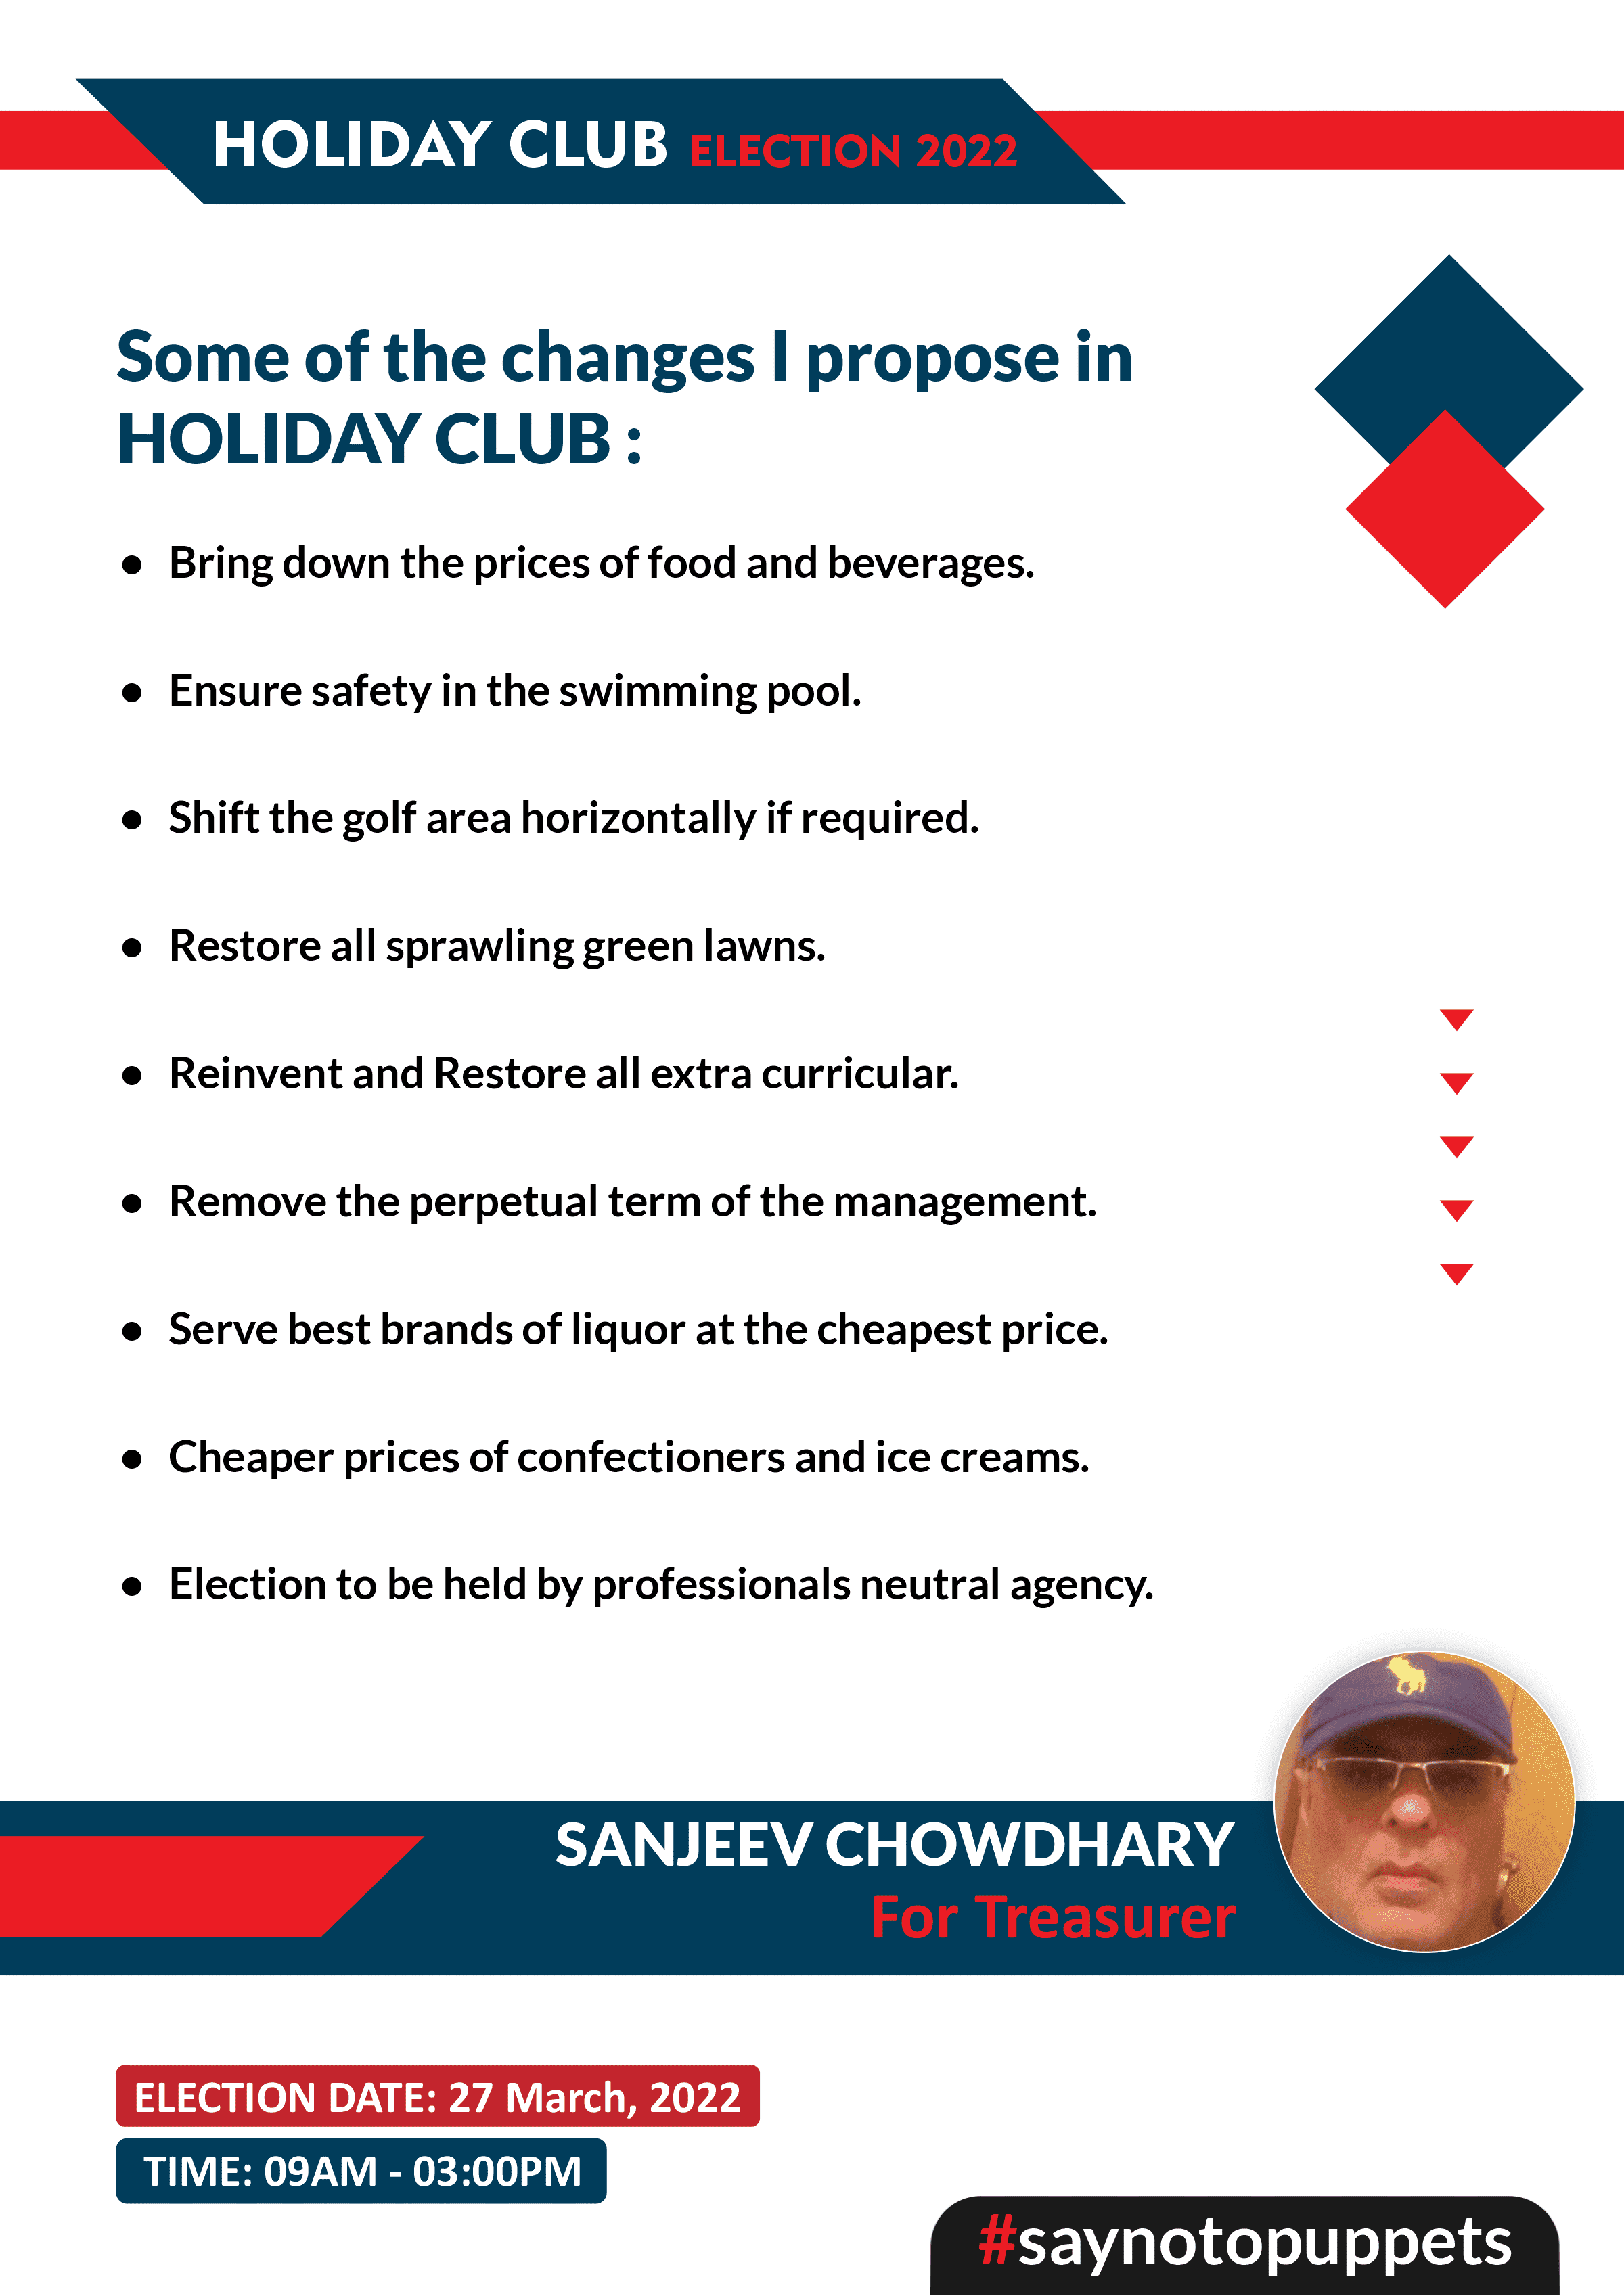 HOLIDAY CLUB ELECTION 2022
Some of the changes I propose in
HOLIDAY CLUB :
● Bring down the prices of food and beverages.
● Ensure safety in the swimming pool.
● Shift the golf area horizontally if required.
● Restore all sprawling green lawns.
● Reinvent and Restore all extra curricular.
● Remove the perpetual term of the management.
● Serve best brands of liquor at the cheapest price.
● Cheaper prices of confectioners and ice creams.
● Election to be held by professionals neutral agency.
SANJEEV CHOWDHARY
For Treasurer
ELECTION DATE: 27 March, 2022
TIME: 09AM - 03:00PM
#saynotopuppets